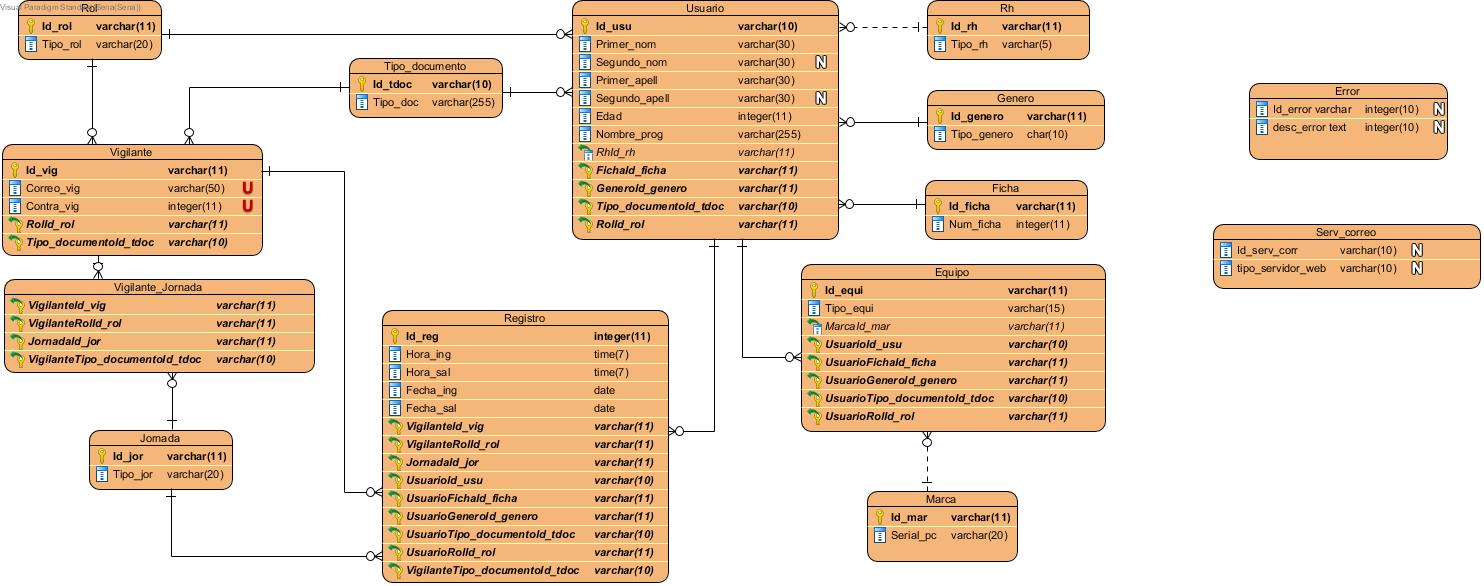 Visual Paradigm Standard(Sena(Sena))
Rol
Id_rol varchar(11)
Tipo_rol varchar(20)
Tipo_documento
Id_tdoc varchar(10)
Tipo_doc varchar(255)
Usuario
Id_usu varchar(10)
Primer_nom varchar(30)
Segundo_nom varchar(30) N
Primer_apell varchar(30)
Segundo_apell varchar(30) N
Edad integer(11)
Nombre_prog varchar(255)
RhId_rh varchar(11)
FichaId_ficha varchar(11)
GeneroId_genero varchar(11)
Tipo_documentoId_tdoc varchar(10)
RolId_rol varchar(11)
Rh
Id_rh varchar(11)
Tipo_rh varchar(5)
Genero
Id_genero varchar(11)
Tipo_genero char(10)
Ficha
Id_ficha varchar(11)
Num_ficha integer(11)
Error
Id_error varchar integer(10) N
desc_error text integer(10) N
Serv_correo
Id_serv_corr varchar(10) N
tipo_servidor_web varchar(10) N
Vigilante
Id_vig varchar(11)
Correo_vig varchar(50) U
Contra_vig integer(11) U
RolId_rol varchar(11)
Tipo_documentoId_tdoc varchar(10)
Vigilante_Jornada
VigilanteId_vig varchar(11)
VigilanteRolId_rol varchar(11)
JornadaId_jor varchar(11)
VigilanteTipo_documentoId_tdoc varchar(10)
Jornada
Id_jor varchar(11)
Tipo_jor varchar(20)
Registro
Id_reg integer(11)
Hora_ing time(7)
Hora_sal time(7)
Fecha_ing date
Fecha_sal date
VigilanteId_vig varchar(11)
VigilanteRolId_rol varchar(11)
JornadaId_jor varchar(11)
UsuarioId_usu varchar(10)
UsuarioFichaId_ficha varchar(11)
UsuarioGeneroId_genero varchar(11)
UsuarioTipo_documentoId_tdoc varchar(10)
UsuarioRolId_rol varchar(11)
VigilanteTipo_documentoId_tdoc varchar(10)
Equipo
Id_equi varchar(11)
Tipo_equi varchar(15)
MarcaId_mar varchar(11)
UsuarioId_usu varchar(10)
UsuarioFichaId_ficha varchar(11)
UsuarioGeneroId_genero varchar(11)
UsuarioTipo_documentoId_tdoc varchar(10)
UsuarioRolId_rol varchar(11)
Marca
Id_mar varchar(11)
Serial_pc varchar(20)